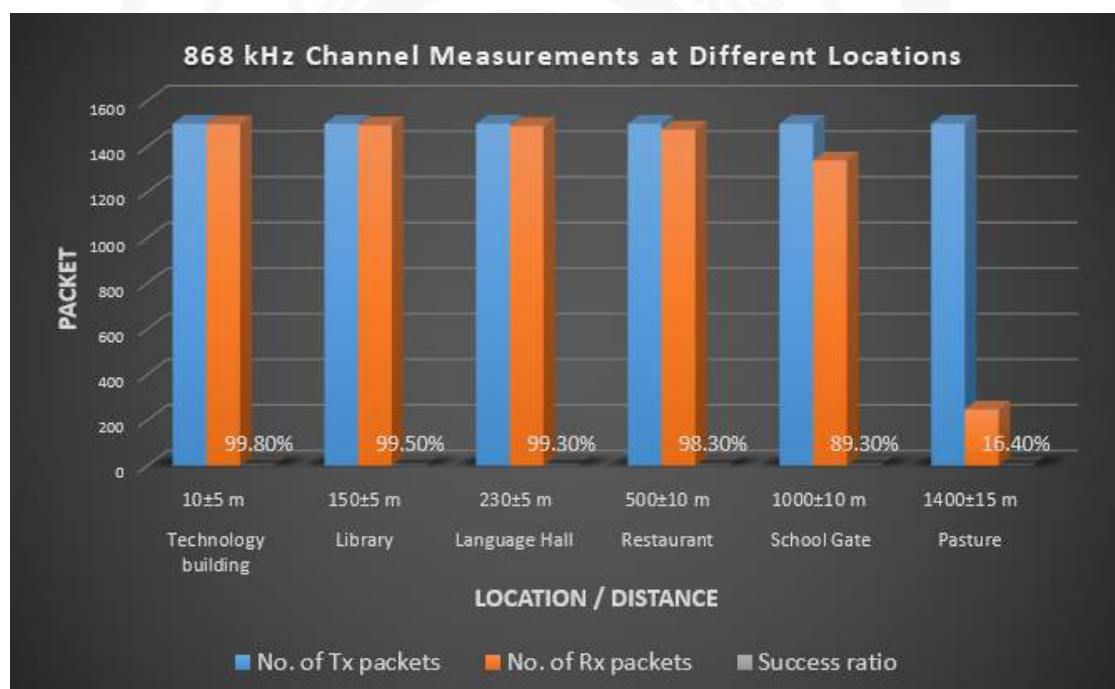 868 kHz Channel Measurements at Different Locations
1600
1400
1200
1000
800
600
400
200
0
PACKET
99.80%
99.50%
99.30%
98.30%
89.30%
16.40%
10±5 m
150±5 m
230±5 m
500±10 m
1000±10 m
1400±15 m
Technology
building
Library
Language Hall
Restaurant
School Gate
Pasture
LOCATION / DISTANCE
No. of Tx packets
No. of Rx packets
Success ratio